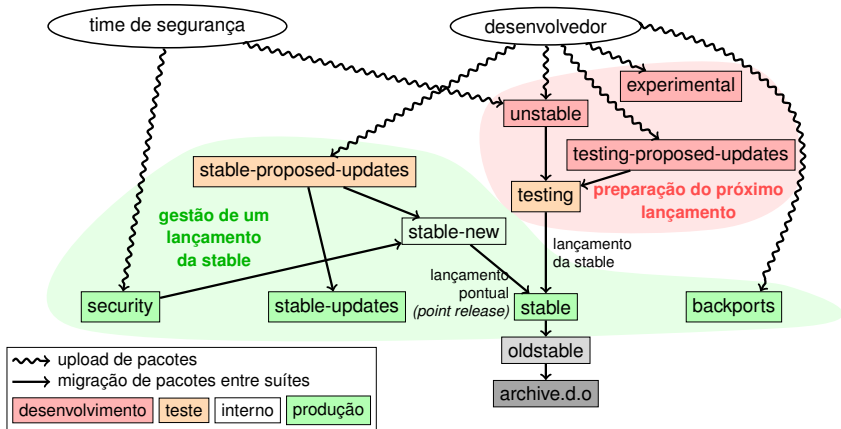 time de segurança
desenvolvedor
experimental
unstable
testing-proposed-updates
stable-proposed-updates
testing
preparação do próximo
lançamento
gestão de um
lançamento
da stable
stable-new
lançamento
da stable
lançamento
pontual
(point release)
security
stable-updates
stable
backports
oldstable
archive.d.o
upload de pacotes
migração de pacotes entre suítes
desenvolvimento
teste
interno
produção